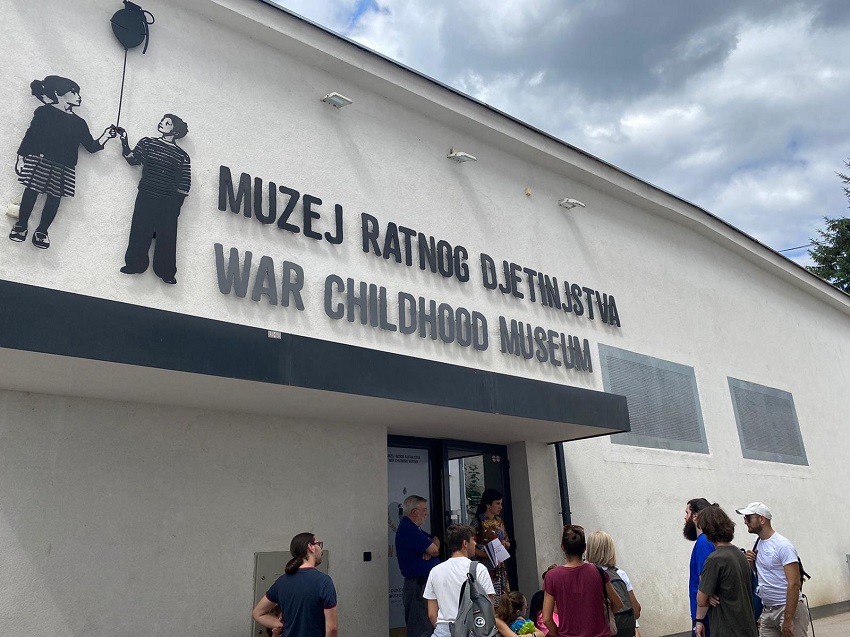 MUZEJ RATNOG DJETINJSTVA
WAR CHILDHOOD MUSEUM